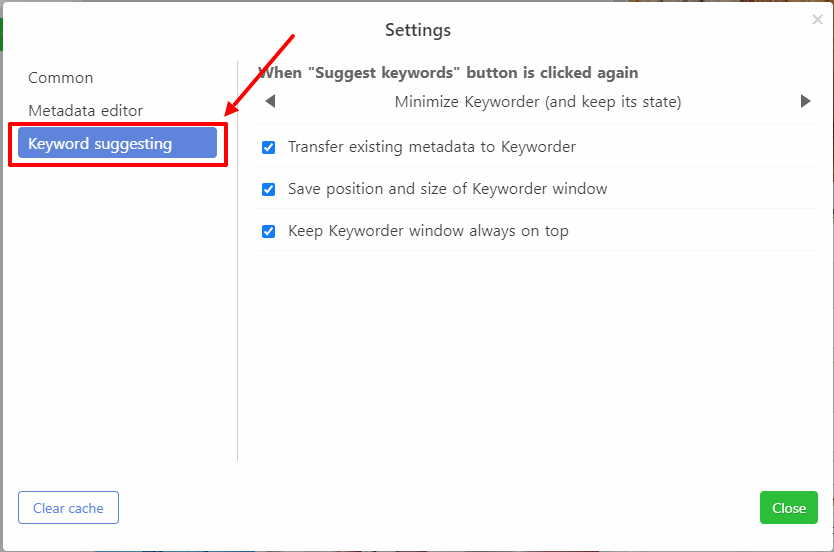 Settings
Common
Metadata editor
Keyword suggesting
When "Suggest keywords" button is clicked again
Minimize Keyworder (and keep its state)
Transfer existing metadata to Keyworder
Save position and size of Keyworder window
Keep Keyworder window always on top
Clear cache
Close